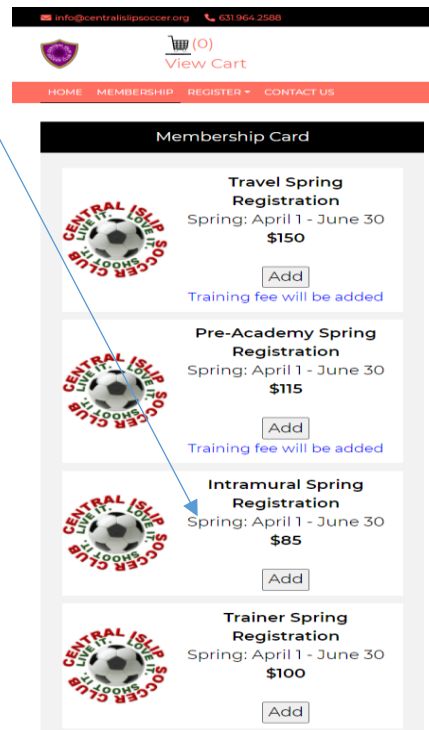 info@centralislipsoccer.org 631.964.2588
(0)
View Cart
HOME MEMBERSHIP REGISTER CONTACT US
Membership Card
CENTRAL ISLIP SOCCER CLUB
LIVE IT. LOVE IT. SHOOT IT.
Travel Spring
Registration
Spring: April 1 - June 30
$150
Add
Training fee will be added
CENTRAL ISLIP SOCCER CLUB
LIVE IT. LOVE IT. SHOOT IT.
Pre-Academy Spring
Registration
Spring: April 1 - June 30
$115
Add
Training fee will be added
CENTRAL ISLIP SOCCER CLUB
LIVE IT. LOVE IT. SHOOT IT.
Intramural Spring
Registration
Spring: April 1 - June 30
$85
Add
CENTRAL ISLIP SOCCER CLUB
LIVE IT. LOVE IT. SHOOT IT.
Trainer Spring
Registration
Spring: April 1 - June 30
$100
Add